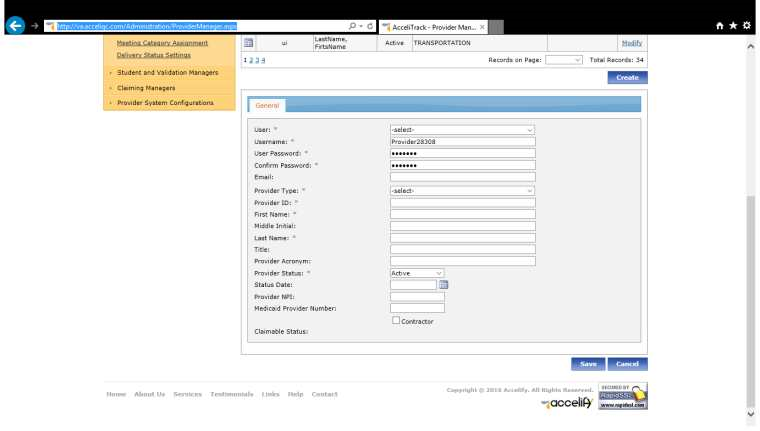 http://va.acceliqc.com/Administration/ProviderManager.aspx
AcceliTrack - Provider Man...
Meeting Category Assignment
Delivery Status Settings
Student and Validation Managers
Claiming Managers
Provider System Configurations
ui LastName, FirtsName Active TRANSPORTATION Modify
1 2 3 4 Records on Page: Total Records: 34
Create
General
User: * -select-
Username: * Provider28308
User Password: * •••••••
Confirm Password: * •••••••
Email:
Provider Type: * -select-
Provider ID: *
First Name: *
Middle Initial:
Last Name: *
Title:
Provider Acronym:
Provider Status: * Active
Status Date:
Provider NPI:
Medicaid Provider Number:
Contractor
Claimable Status:
Save Cancel
Home About Us Services Testimonials Links Help Contact
Copyright © 2016 Accelify. All Rights Reserved.
accelify
SECURED BY
RapidSSL
www.rapidssl.com